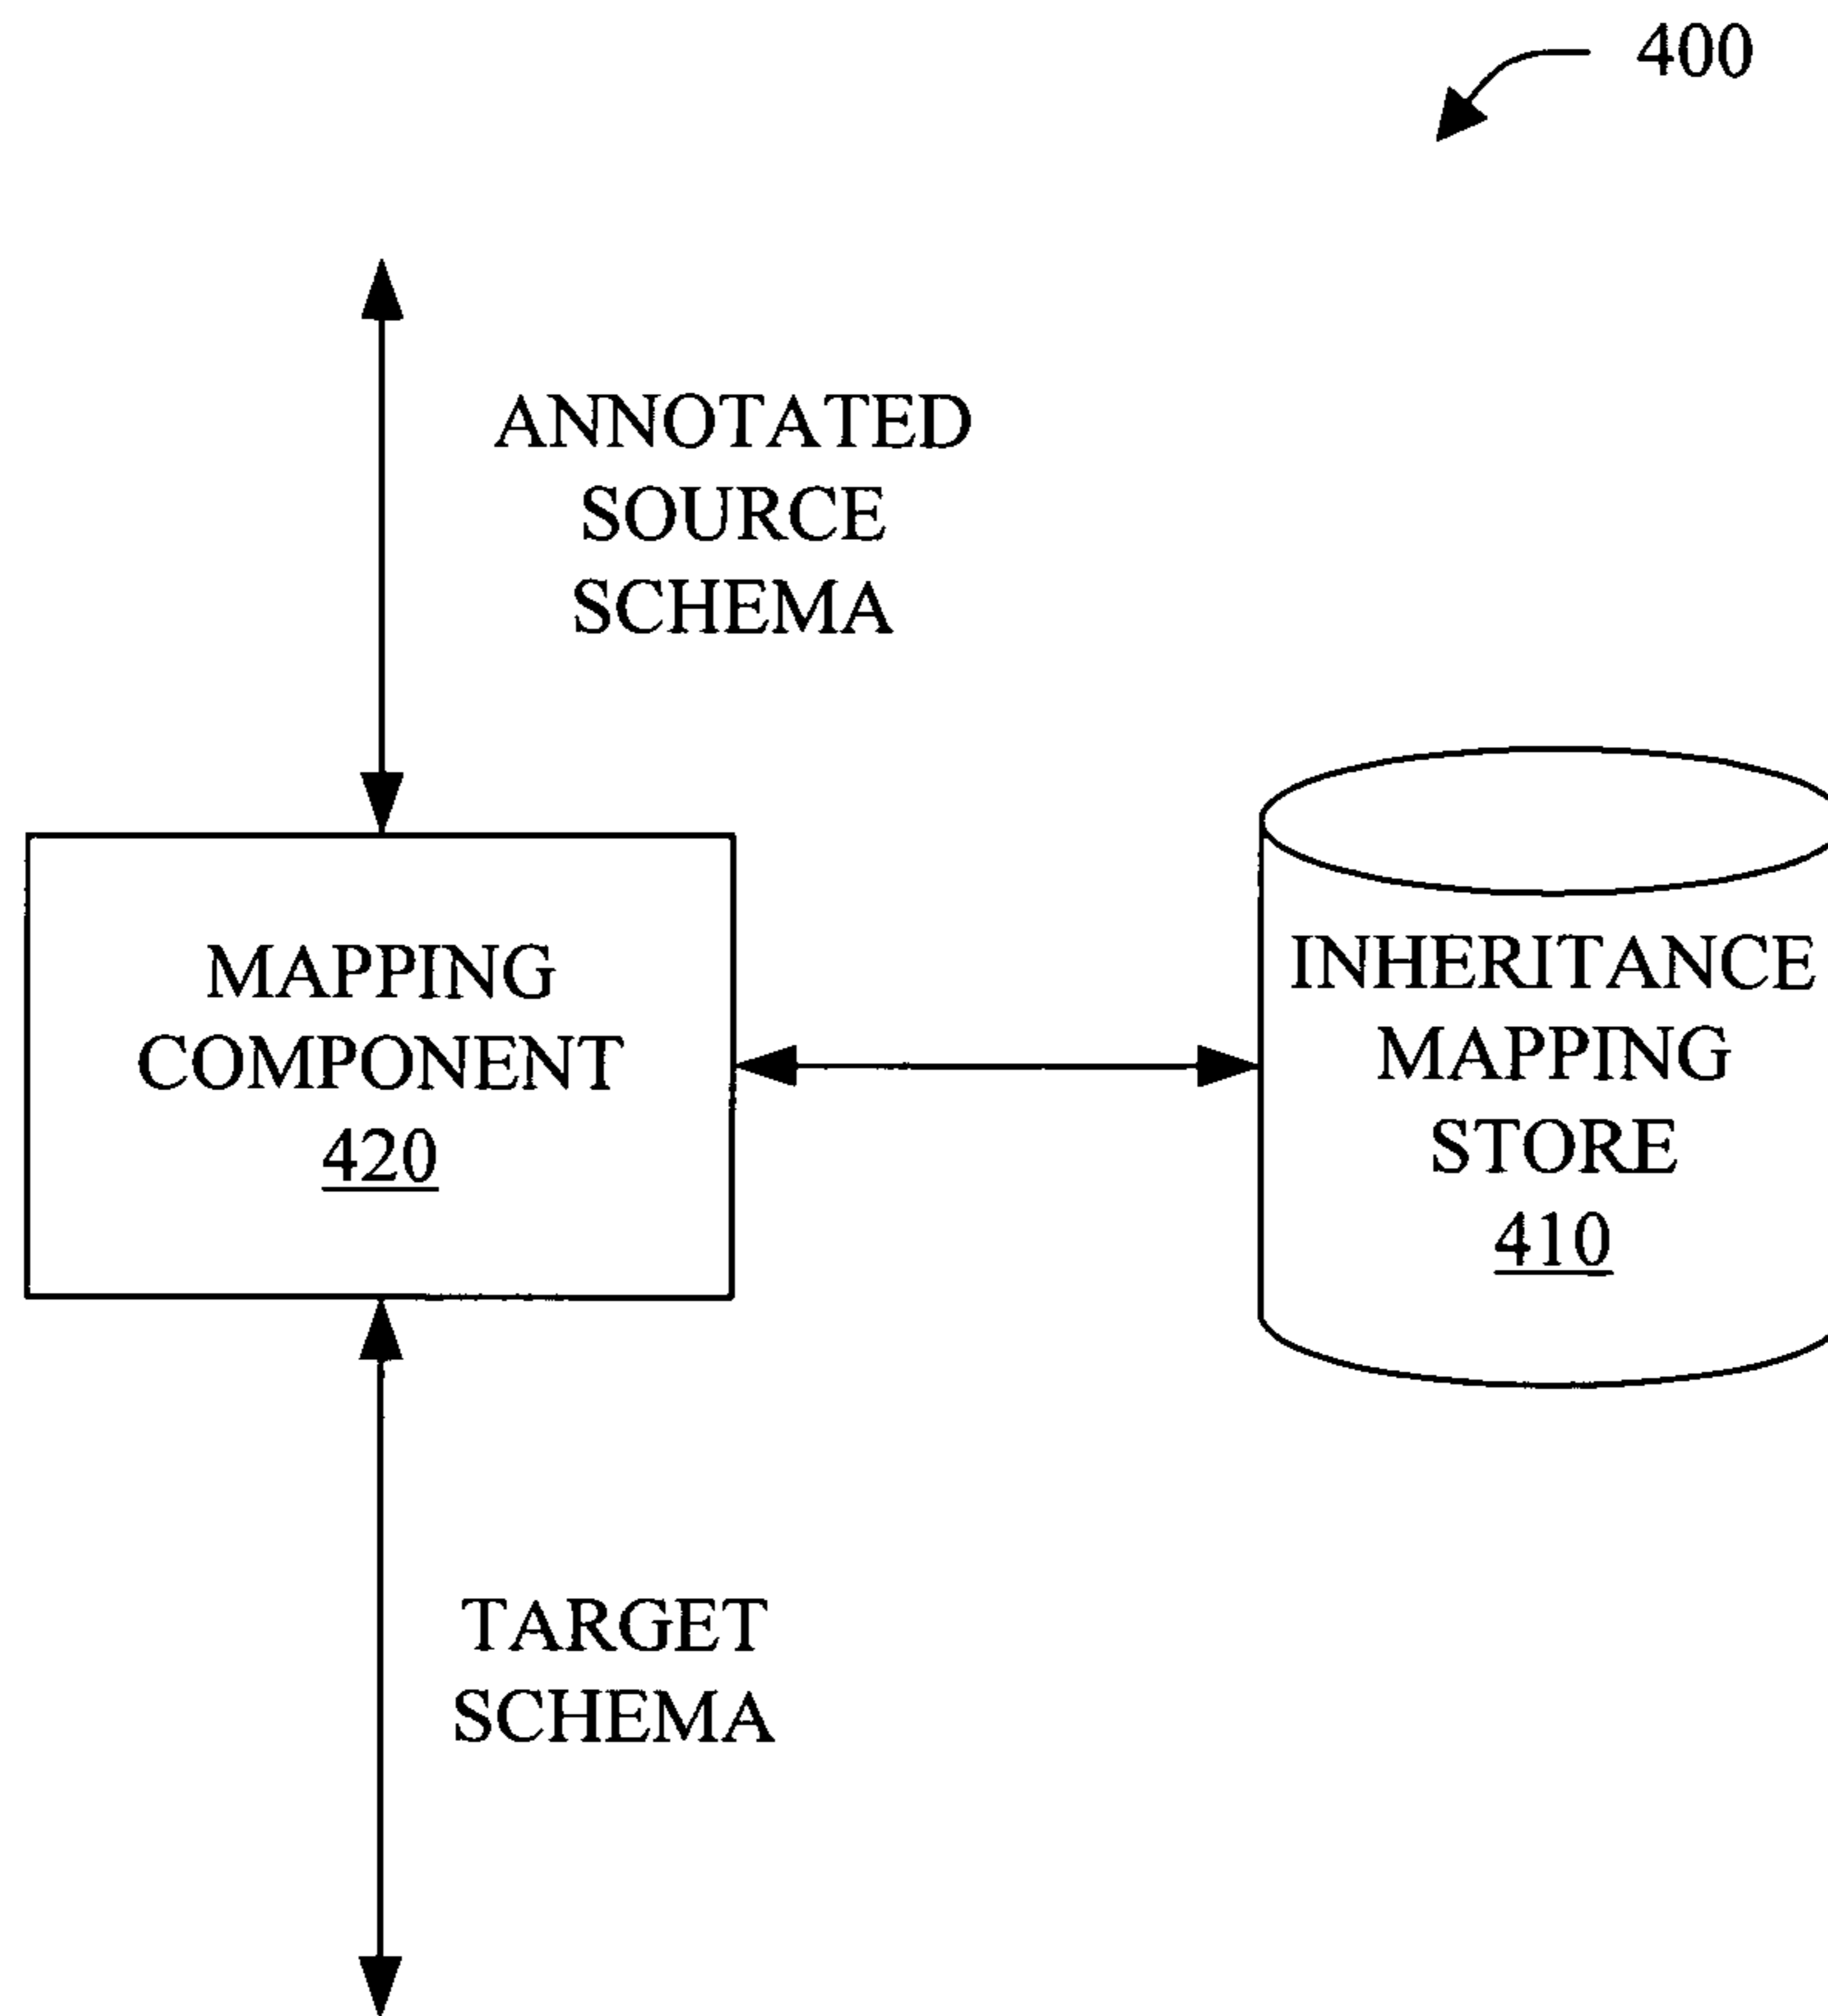 400
ANNOTATED
SOURCE
SCHEMA
MAPPING
COMPONENT
420
INHERITANCE
MAPPING
STORE
410
TARGET
SCHEMA